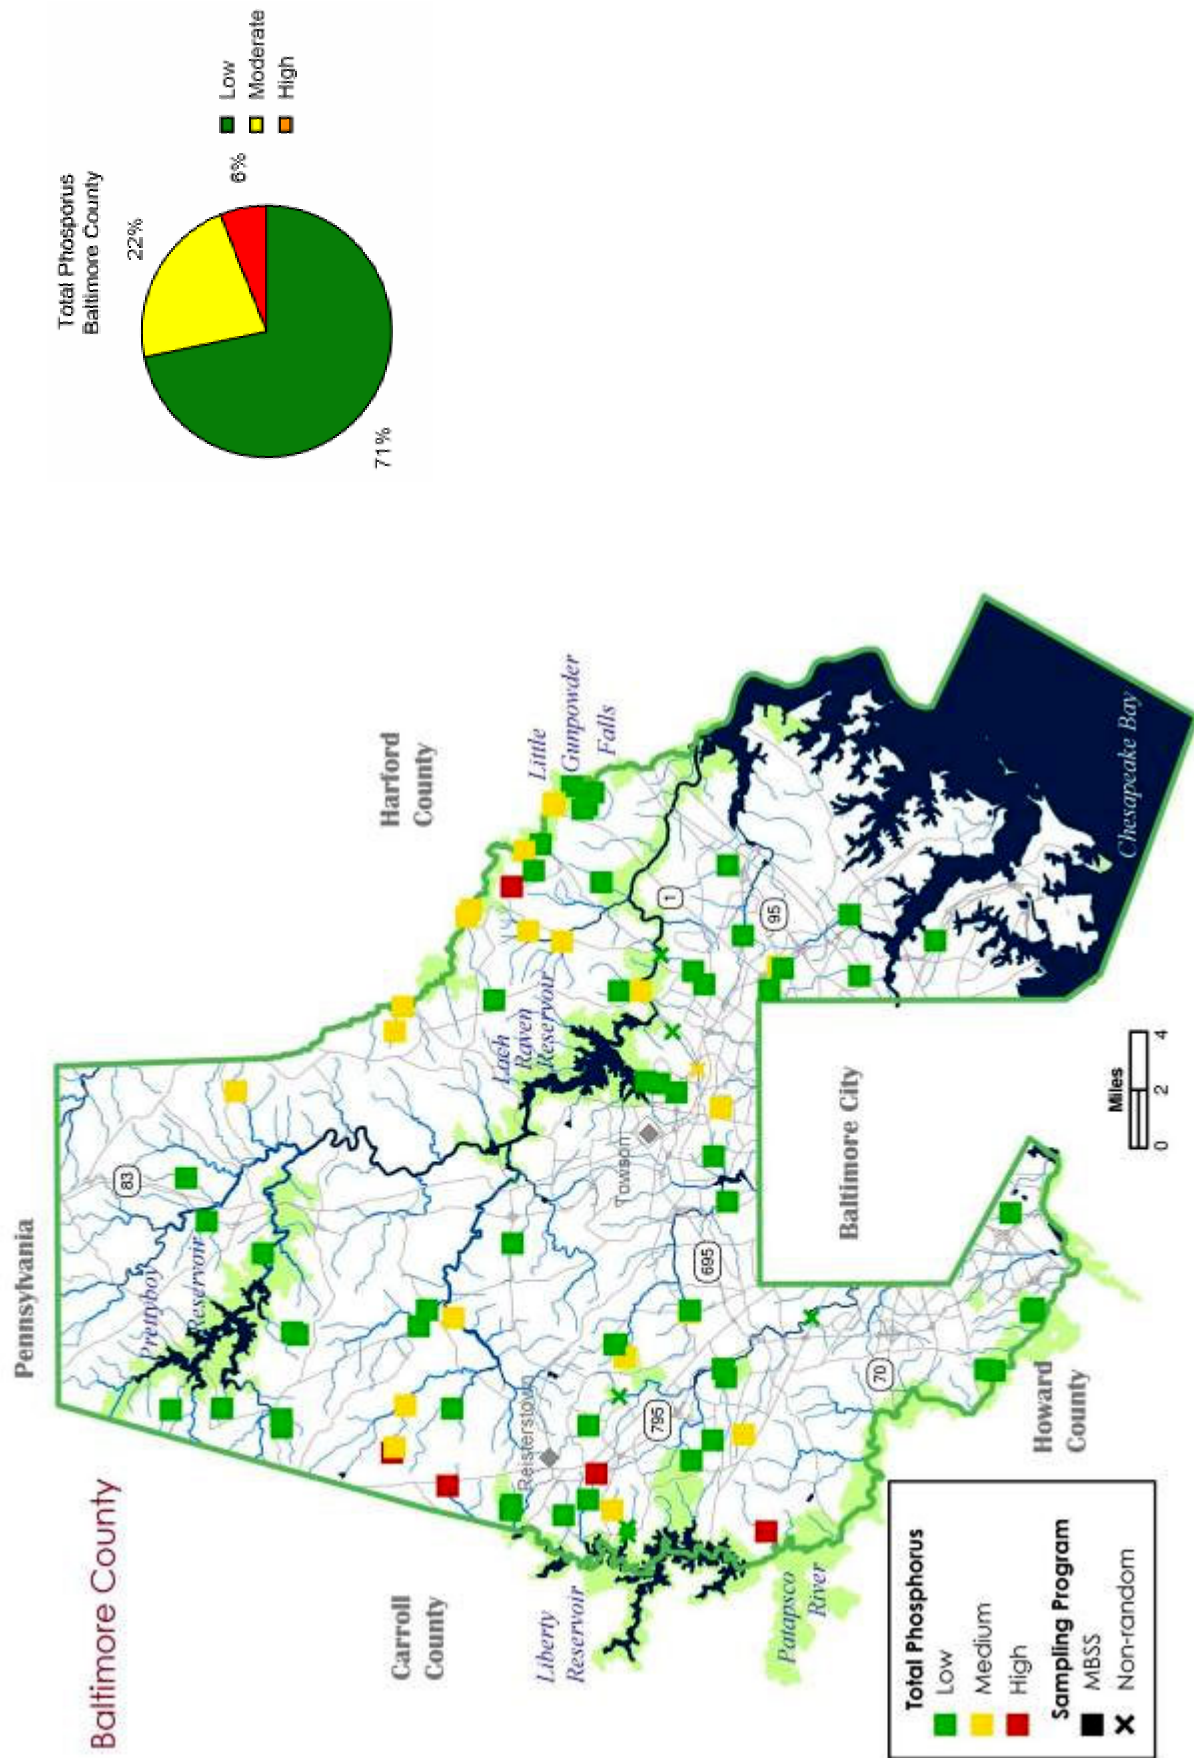 Baltimore County
Pennsylvania
Carroll
County
Harford
County
Howard
County
Baltimore City
Prettyboy
Reservoir
Loch
Raven
Reservoir
Liberty
Reservoir
Little
Gunpowder
Falls
Patapsco
River
Chesapeake Bay
Reisterstown
Towson
83
795
695
70
95
1
Miles
0 2 4
Total Phosphorus
Low
Medium
High
Sampling Program
MBSS
Non-random
Total Phosporus
Baltimore County
22%
6%
71%
Low
Moderate
High